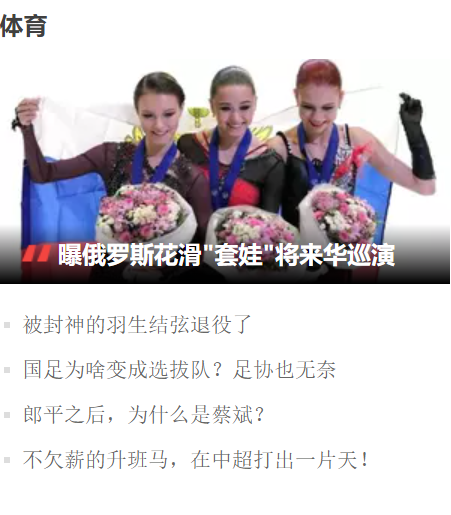 体育
曝俄罗斯花滑"套娃"将来华巡演
被封神的羽生结弦退役了
国足为啥变成选拔队？足协也无奈
郎平之后，为什么是蔡斌？
不欠薪的升班马，在中超打出一片天！